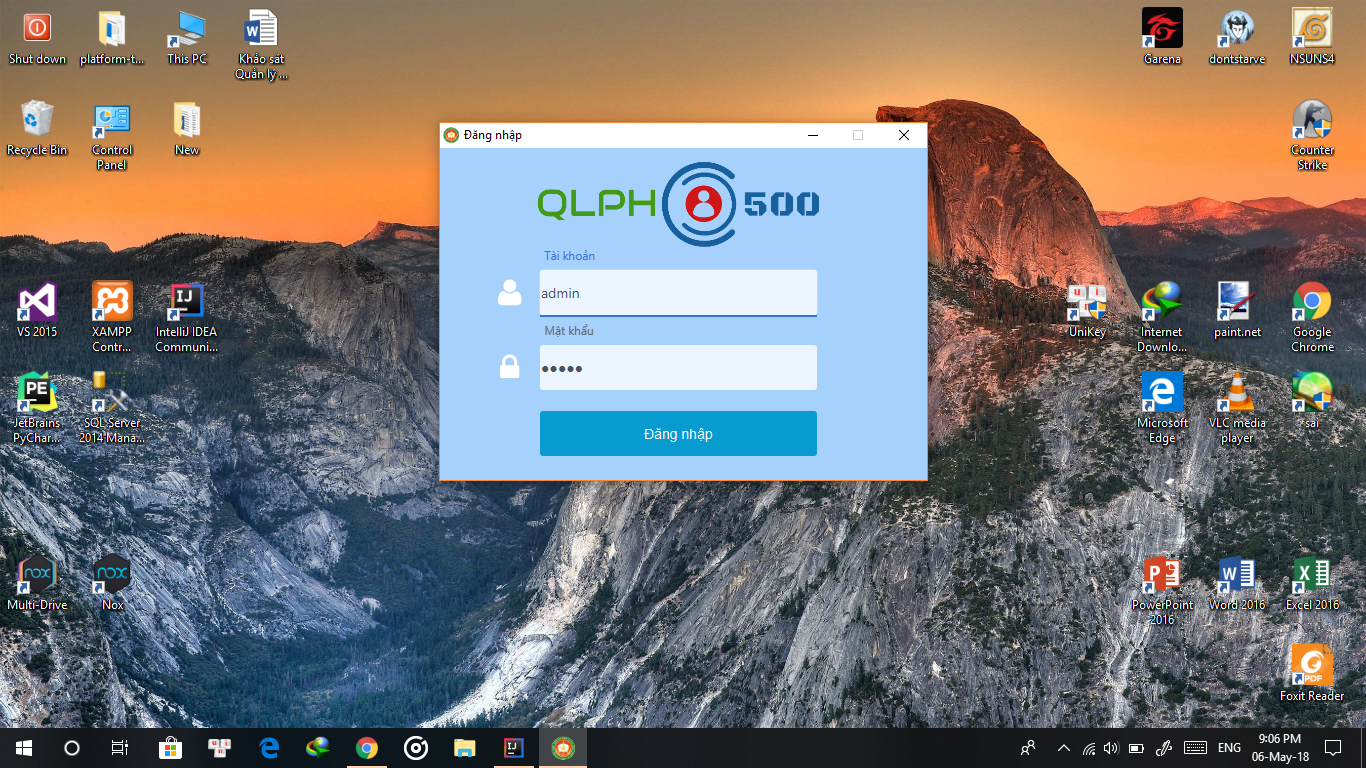 Shut down
platform-t...
This PC
Khảo sát
Quản lý ...
Garena
dontstarve
NSUNS4
Recycle Bin
Control
Panel
New
Counter
Strike
Đăng nhập
QLPH 500
Tài khoản
admin
Mật khẩu
•••••
Đăng nhập
VS 2015
XAMPP
Contr...
IntelliJ IDEA
Communi...
UniKey
Internet
Downlo...
paint.net
Google
Chrome
JetBrains
PyChar...
SQL Server
2014 Mana...
Microsoft
Edge
VLC media
player
sai
Multi-Drive
Nox
PowerPoint
2016
Word 2016
Excel 2016
Foxit Reader
ENG
9:06 PM
06-May-18